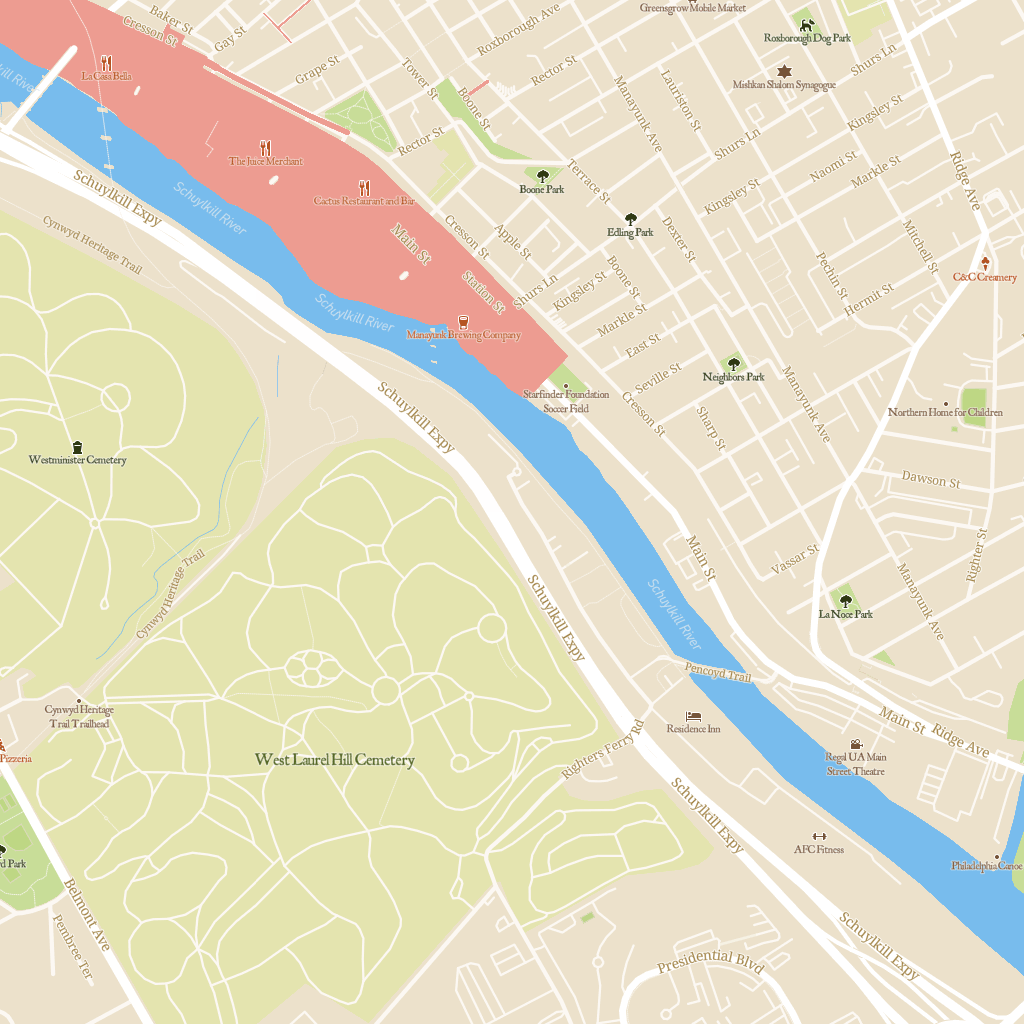 Baker St
Cresson St
Gay St
Grape St
Roxborough Ave
Rector St
Greensgrow Mobile Market
Roxborough Dog Park
Mishkan Shalom Synagogue
Shurs Ln
Kingsley St
La Casa Bella
Tower St
Boone St
Manayunk Ave
Lauriston St
Shurs Ln
Naomi St
Markle St
Ridge Ave
The Juice Merchant
Rector St
Cactus Restaurant and Bar
Boone Park
Terrace St
Kingsley St
Edling Park
Dexter St
Mitchell St
C&C Creamery
Schuylkill Expy
Schuylkill River
Cynwyd Heritage Trail
Main St
Cresson St
Apple St
Station St
Shurs Ln
Kingsley St
Boone St
Markle St
Pechin St
Hermit St
Schuylkill River
Manayunk Brewing Company
East St
Seville St
Neighbors Park
Manayunk Ave
Starfinder Foundation
Soccer Field
Cresson St
Sharp St
Northern Home for Children
Schuylkill Expy
Westminister Cemetery
Dawson St
Righter St
Cynwyd Heritage Trail
Main St
Vassar St
Manayunk Ave
La Noce Park
Schuylkill Expy
Schuylkill River
Pencoyd Trail
Cynwyd Heritage
Trail Trailhead
Residence Inn
Main St
Ridge Ave
Pizzeria
West Laurel Hill Cemetery
Righters Ferry Rd
Regal UA Main
Street Theatre
Schuylkill Expy
AFC Fitness
Philadelphia Canoe
d Park
Belmont Ave
Pembree Ter
Presidential Blvd
Schuylkill Expy